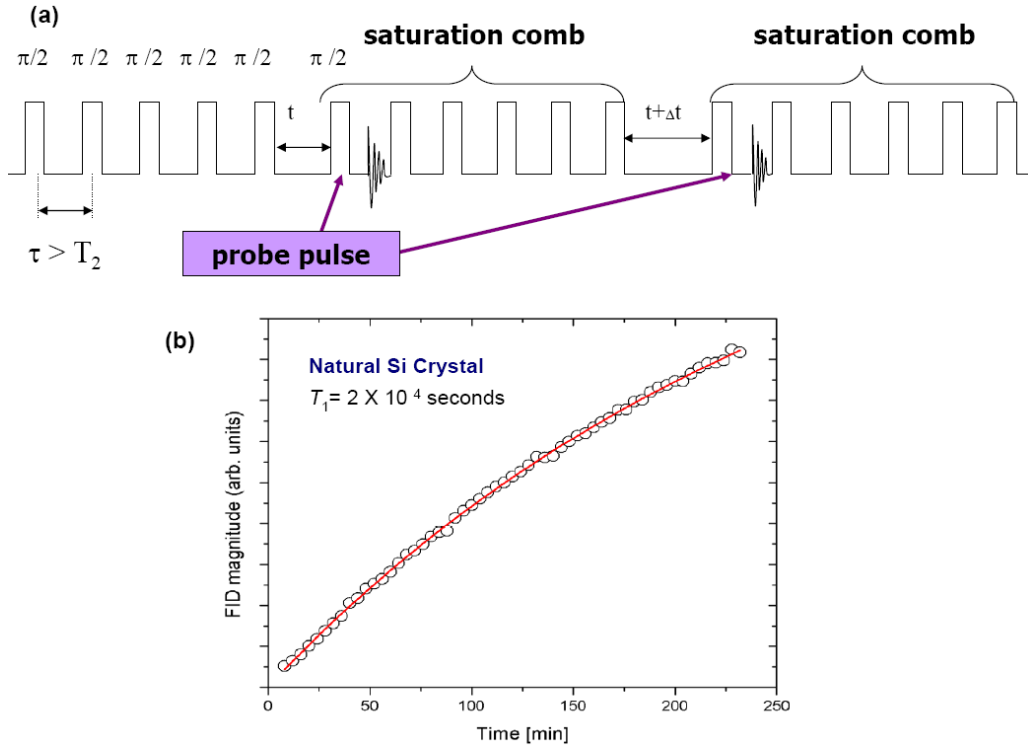 (a)
saturation comb saturation comb
π/2 π /2 π /2 π /2 π /2 π /2
t t+Δt
τ > T2
probe pulse
(b)
Natural Si Crystal
T1= 2 X 10 4 seconds
FID magnitude (arb. units)
0 50 100 150 200 250
Time [min]